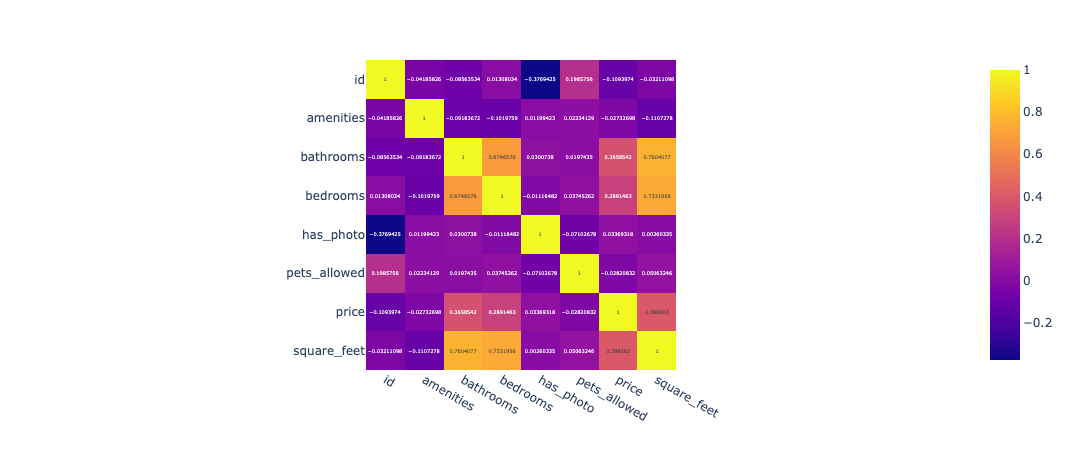 id 1 −0.04185826 −0.08563534 0.01308034 −0.3769425 0.1985756 −0.1093974 −0.03211098
amenities −0.04185826 1 −0.09183672 −0.1019759 0.01199423 0.02234129 −0.02732698 −0.1107278
bathrooms −0.08563534 −0.09183672 1 0.6746576 0.0300738 0.0197435 0.3658542 0.7604077
bedrooms 0.01308034 −0.1019759 0.6746576 1 −0.01116482 0.03745262 0.2891463 0.7331956
has_photo −0.3769425 0.01199423 0.0300738 −0.01116482 1 −0.07102678 0.03369318 0.00260335
pets_allowed 0.1985756 0.02234129 0.0197435 0.03745262 −0.07102678 1 −0.02820832 0.05063246
price −0.1093974 −0.02732698 0.3658542 0.2891463 0.03369318 −0.02820832 1
square_feet −0.03211098 −0.1107278 0.7604077 0.7331956 0.00260335 0.05063246 1
id amenities bathrooms bedrooms has_photo pets_allowed price square_feet
1
0.8
0.6
0.4
0.2
0
−0.2